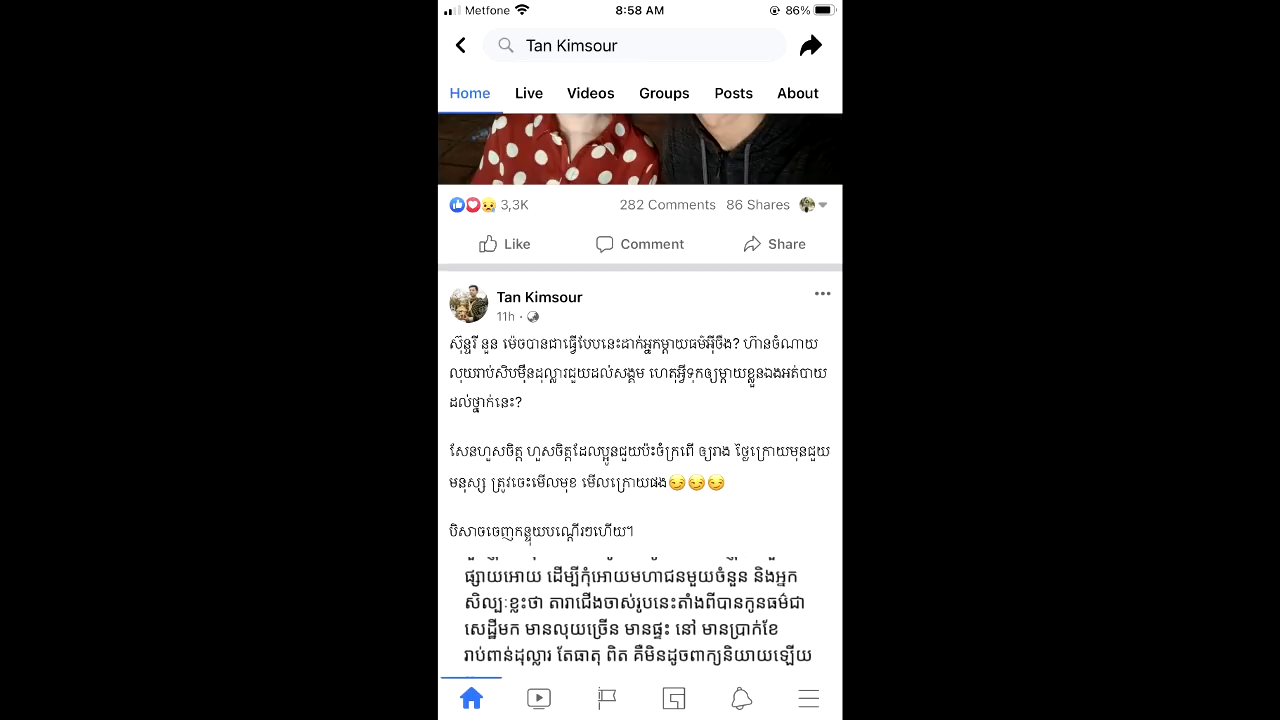 Metfone
8:58 AM
86%
Tan Kimsour
Home Live Videos Groups Posts About
3,3K
282 Comments 86 Shares
Like Comment Share
Tan Kimsour
11h
ស៊ុន្នរី នួន ម៉េចបានជាធ្វើបែបនេះដាក់អ្នកម្ដាយធម៌អ៊ីចឹង? ហ៊ានចំណាយ
លុយរាប់សិបម៉ឺនដុល្លារជួយដល់សង្គម ហេតុអ្វីទុកឲ្យម្ដាយខ្លួនឯងអត់បាយ
ដល់ថ្នាក់នេះ?
សែនហួសចិត្ត ហួសចិត្តដែលប្អូនជួយប៉ះចំក្រពើ ឲ្យរាង ថ្ងៃក្រោយមុនជួយ
មនុស្ស ត្រូវចេះមើលមុខ មើលក្រោយផង😏😏😏
បិសាចចេញកន្ទុយបណ្ដើរៗហើយ។
ផ្សាយអោយ ដើម្បីកុំអោយមហាជនមួយចំនួន និងអ្នក
សិល្បៈខ្លះថា តារាជើងចាស់រូបនេះតាំងពីបានកូនធម៌ជា
សេដ្ឋីមក មានលុយច្រើន មានផ្ទះ នៅ មានប្រាក់ខែ
រាប់ពាន់ដុល្លារ តែធាតុ ពិត គឺមិនដូចពាក្យនិយាយឡើយ